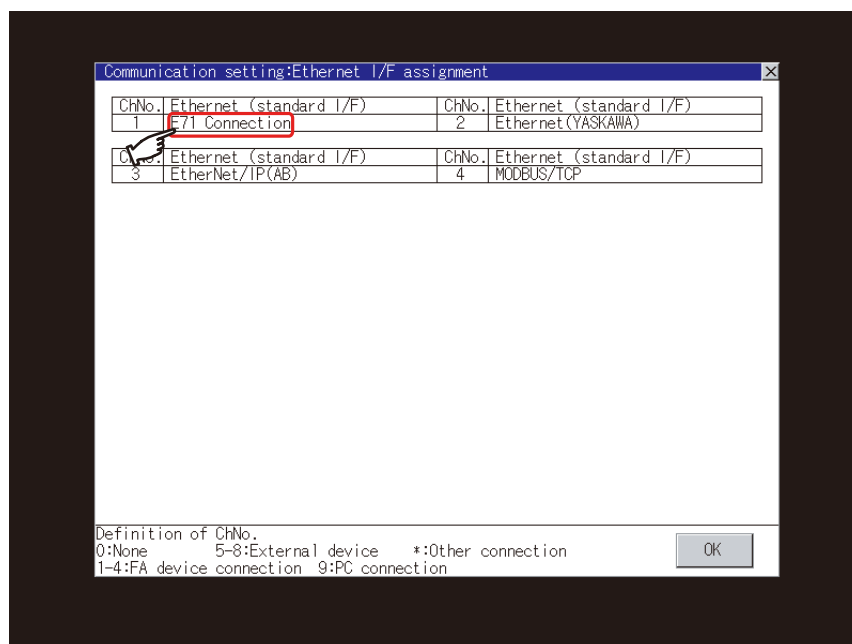 Communication setting:Ethernet I/F assignment ×
ChNo. Ethernet (standard I/F) ChNo. Ethernet (standard I/F)
1 E71 Connection 2 Ethernet(YASKAWA)
Ethernet (standard I/F) ChNo. Ethernet (standard I/F)
3 EtherNet/IP(AB) 4 MODBUS/TCP
Definition of ChNo.
0:None 5-8:External device *:Other connection
1-4:FA device connection 9:PC connection
OK